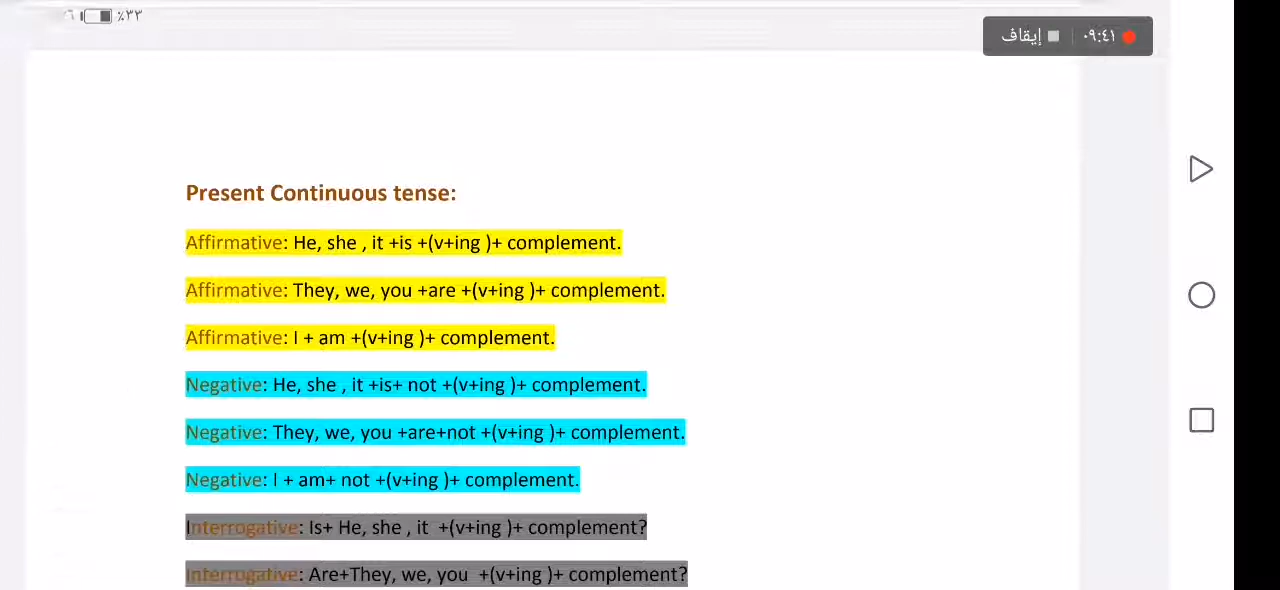 ٪٣٣
إيقاف ٠٩:٤١
Present Continuous tense:
Affirmative: He, she , it +is +(v+ing )+ complement.
Affirmative: They, we, you +are +(v+ing )+ complement.
Affirmative: I + am +(v+ing )+ complement.
Negative: He, she , it +is+ not +(v+ing )+ complement.
Negative: They, we, you +are+not +(v+ing )+ complement.
Negative: I + am+ not +(v+ing )+ complement.
Interrogative: Is+ He, she , it +(v+ing )+ complement?
Interrogative: Are+They, we, you +(v+ing )+ complement?